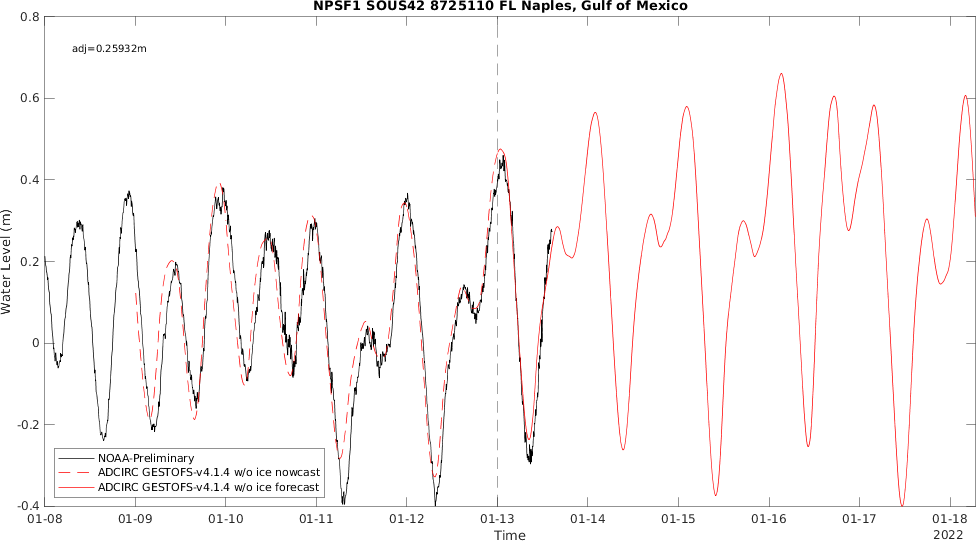 NPSF1 SOUS42 8725110 FL Naples, Gulf of Mexico
0.8
adj=0.25932m
0.6
0.4
0.2
0
-0.2
-0.4
Water Level (m)
NOAA-Preliminary
ADCIRC GESTOFS-v4.1.4 w/o ice nowcast
ADCIRC GESTOFS-v4.1.4 w/o ice forecast
01-08 01-09 01-10 01-11 01-12 01-13 01-14 01-15 01-16 01-17 01-18
Time 2022